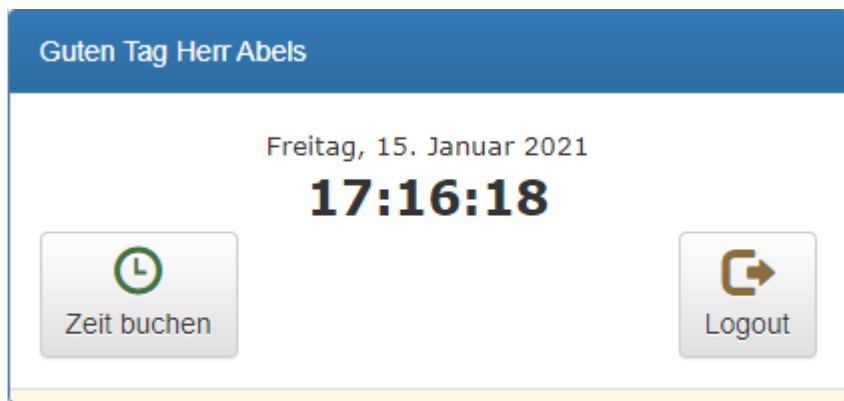 Guten Tag Herr Abels
Freitag, 15. Januar 2021
17:16:18
Zeit buchen
Logout